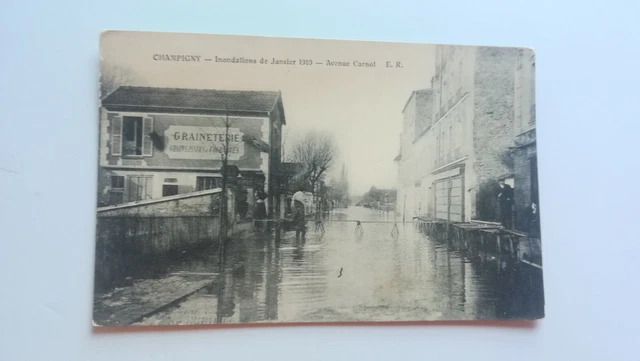 CHAMPIGNY — Inondations de Janvier 1910 — Avenue Carnot E. R.
GRAINETERIE